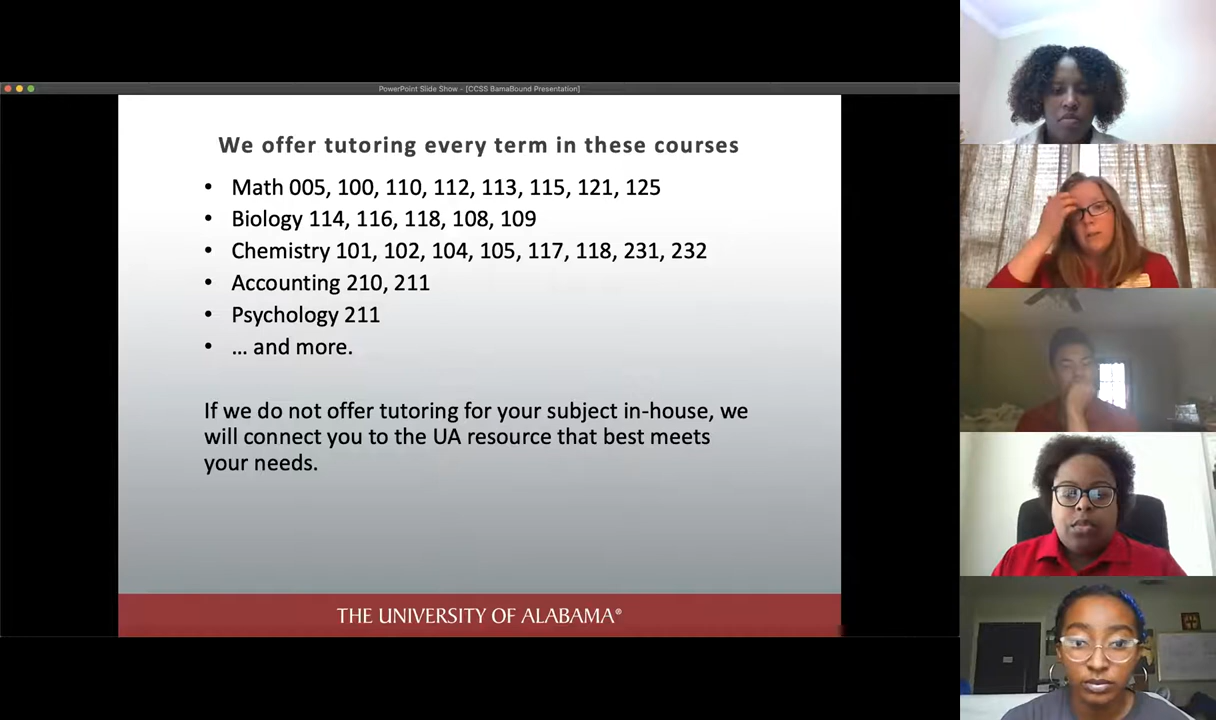 PowerPoint Slide Show - [CCSS BamaBound Presentation]
We offer tutoring every term in these courses
• Math 005, 100, 110, 112, 113, 115, 121, 125
• Biology 114, 116, 118, 108, 109
• Chemistry 101, 102, 104, 105, 117, 118, 231, 232
• Accounting 210, 211
• Psychology 211
• … and more.
If we do not offer tutoring for your subject in-house, we
will connect you to the UA resource that best meets
your needs.
THE UNIVERSITY OF ALABAMA®